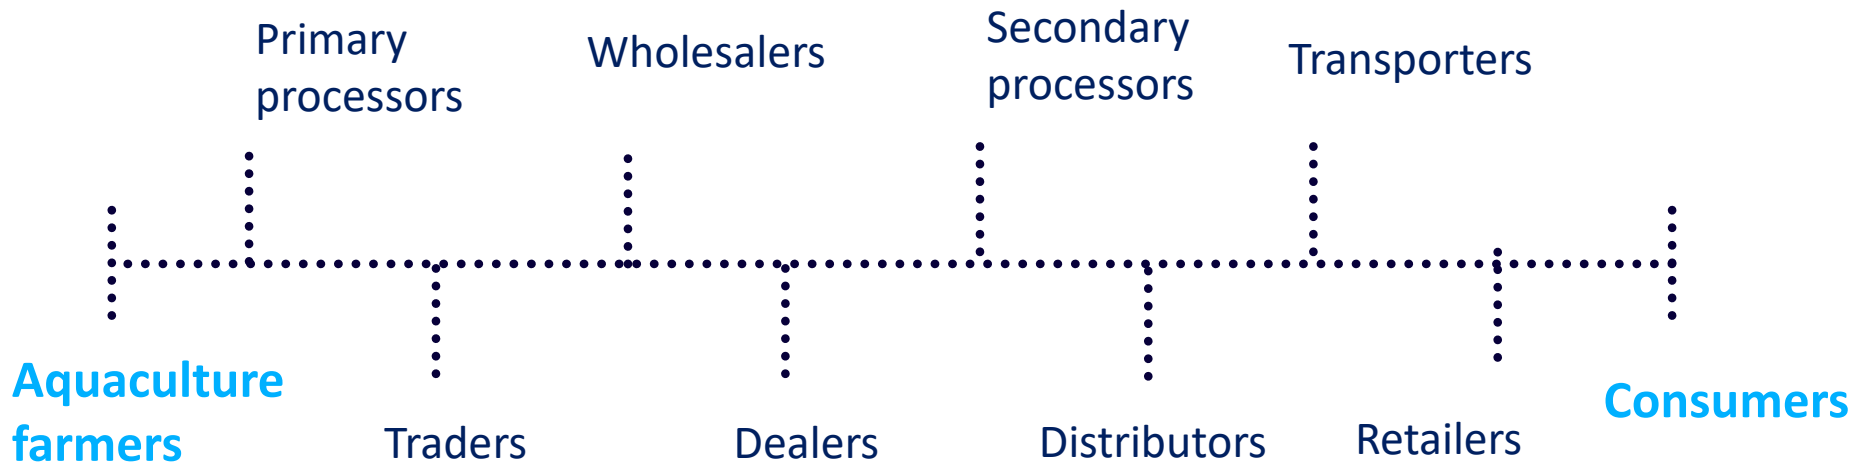 Primary
processors
Wholesalers
Secondary
processors
Transporters
Aquaculture
farmers
Traders
Dealers
Distributors
Retailers
Consumers